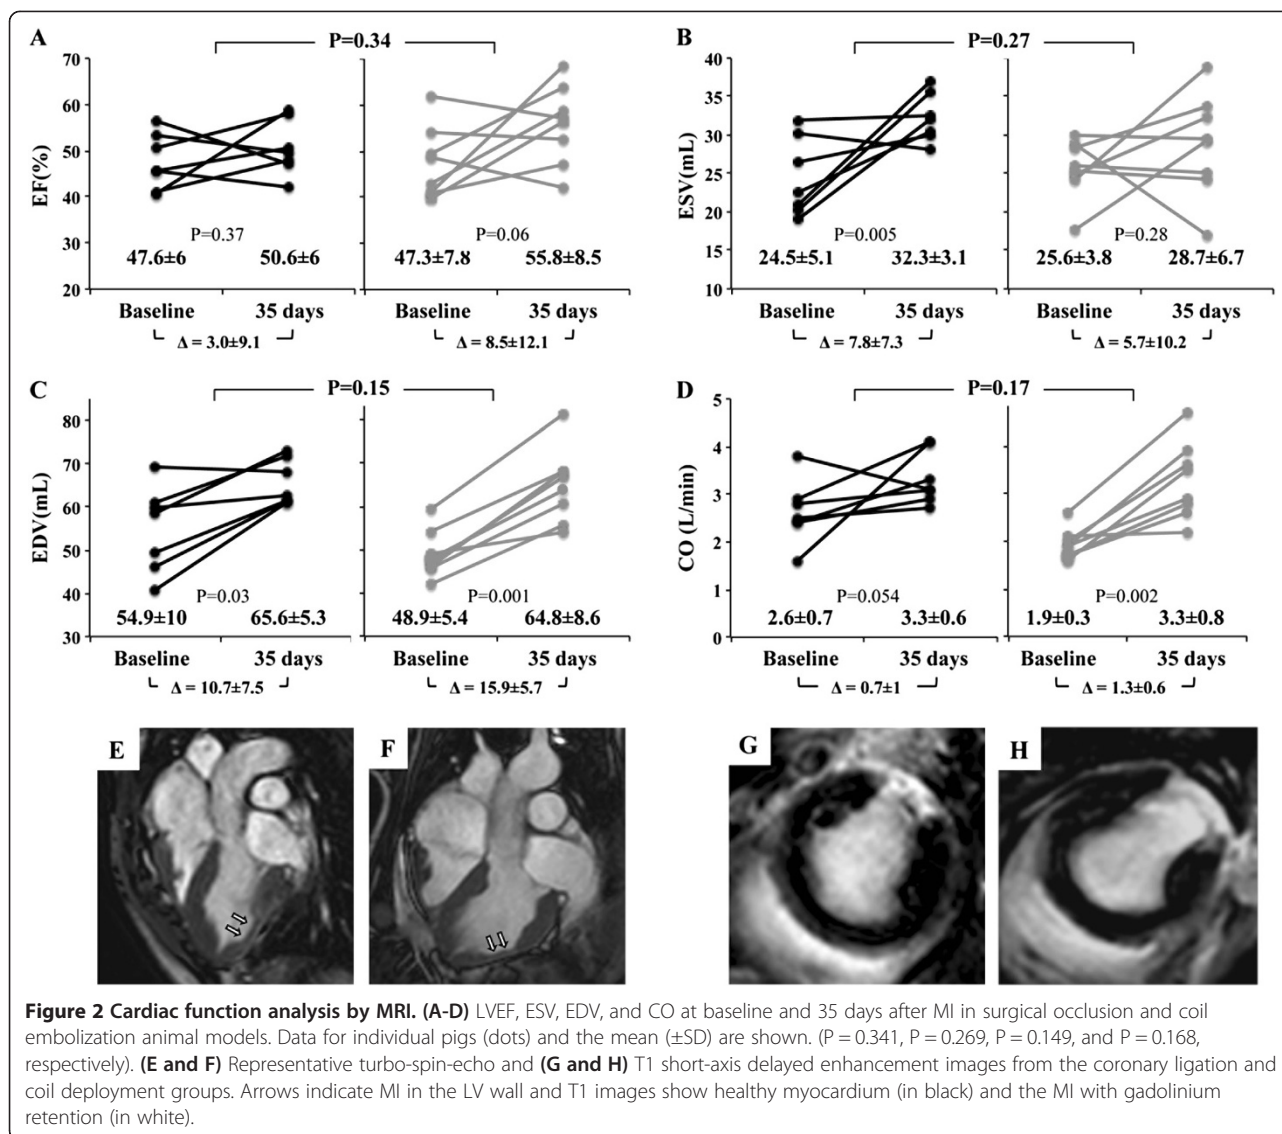 A
P=0.34
EF(%)
70
60
50
40
30
20
P=0.37
47.6±6 50.6±6
P=0.06
47.3±7.8 55.8±8.5
Baseline 35 days Baseline 35 days
Δ = 3.0±9.1 Δ = 8.5±12.1
B
P=0.27
ESV(mL)
40
35
30
25
20
15
10
P=0.005
24.5±5.1 32.3±3.1
P=0.28
25.6±3.8 28.7±6.7
Baseline 35 days Baseline 35 days
Δ = 7.8±7.3 Δ = 5.7±10.2
C
P=0.15
EDV(mL)
80
70
60
50
40
30
P=0.03
54.9±10 65.6±5.3
P=0.001
48.9±5.4 64.8±8.6
Baseline 35 days Baseline 35 days
Δ = 10.7±7.5 Δ = 15.9±5.7
D
P=0.17
CO (L/min)
5
4
3
2
1
0
P=0.054
2.6±0.7 3.3±0.6
P=0.002
1.9±0.3 3.3±0.8
Baseline 35 days Baseline 35 days
Δ = 0.7±1 Δ = 1.3±0.6
E
F
G
H
Figure 2 Cardiac function analysis by MRI. (A-D) LVEF, ESV, EDV, and CO at baseline and 35 days after MI in surgical occlusion and coil
embolization animal models. Data for individual pigs (dots) and the mean (±SD) are shown. (P = 0.341, P = 0.269, P = 0.149, and P = 0.168,
respectively). (E and F) Representative turbo-spin-echo and (G and H) T1 short-axis delayed enhancement images from the coronary ligation and
coil deployment groups. Arrows indicate MI in the LV wall and T1 images show healthy myocardium (in black) and the MI with gadolinium
retention (in white).